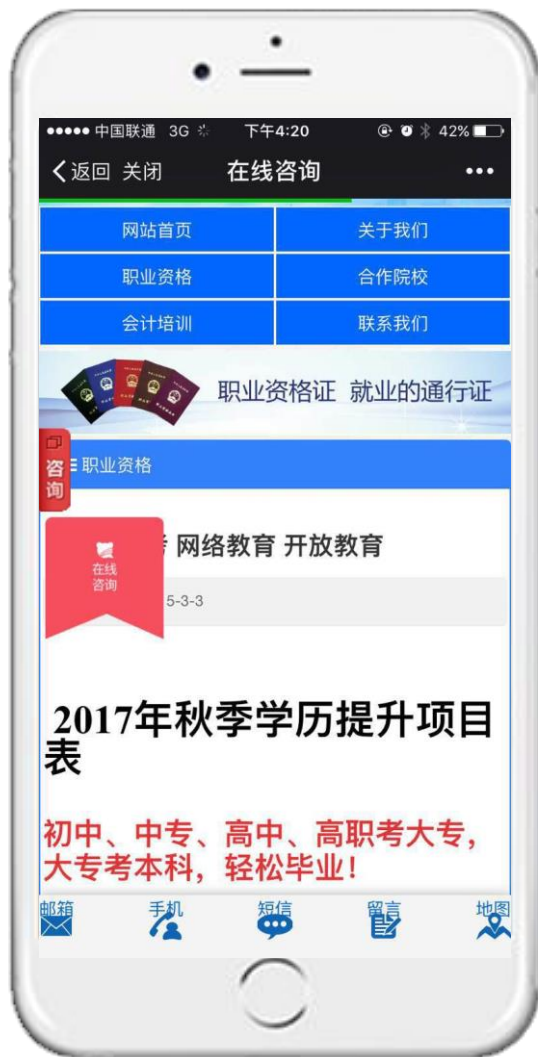 中国联通 3G 下午4:20 42%
返回 关闭 在线咨询
网站首页 关于我们
职业资格 合作院校
会计培训 联系我们
职业资格证 就业的通行证
咨询
职业资格
网络教育 开放教育
在线
咨询
5-3-3
2017年秋季学历提升项目
表
初中、中专、高中、高职考大专,
大专考本科, 轻松毕业!
邮箱 手机 短信 留言 地图